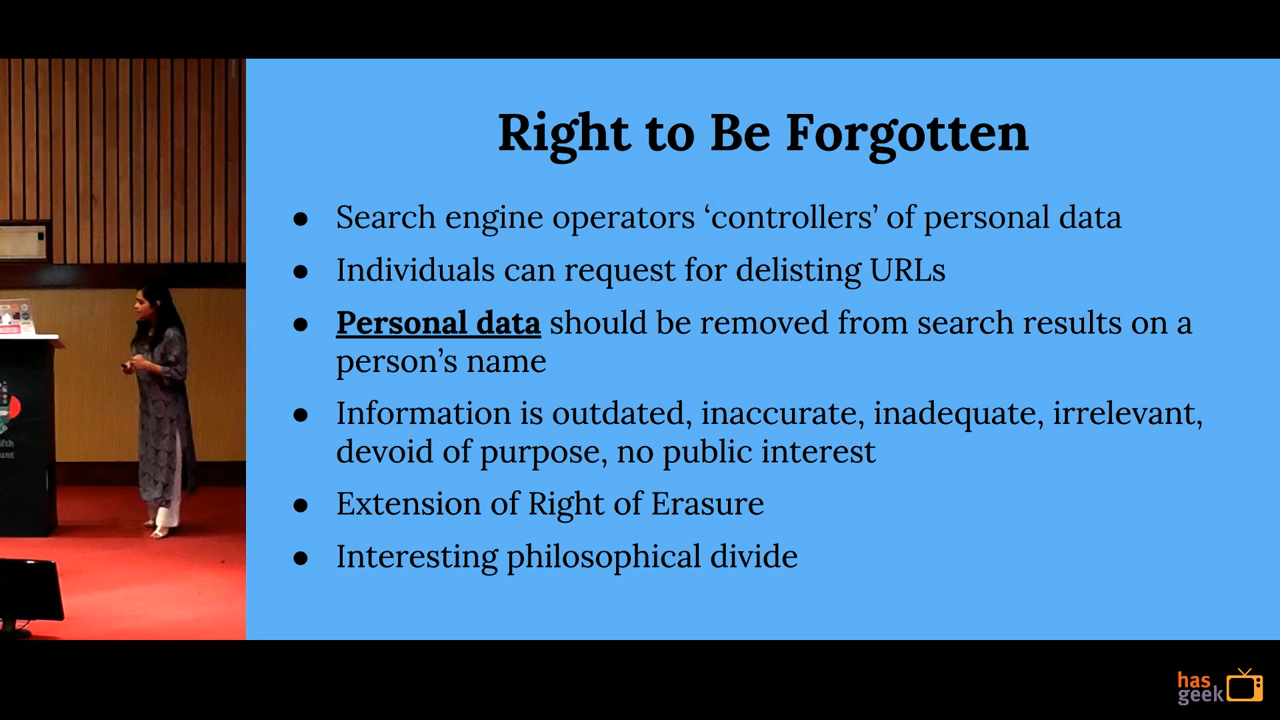 Right to Be Forgotten
● Search engine operators ‘controllers’ of personal data
● Individuals can request for delisting URLs
● Personal data should be removed from search results on a
person’s name
● Information is outdated, inaccurate, inadequate, irrelevant,
devoid of purpose, no public interest
● Extension of Right of Erasure
● Interesting philosophical divide
has
geek